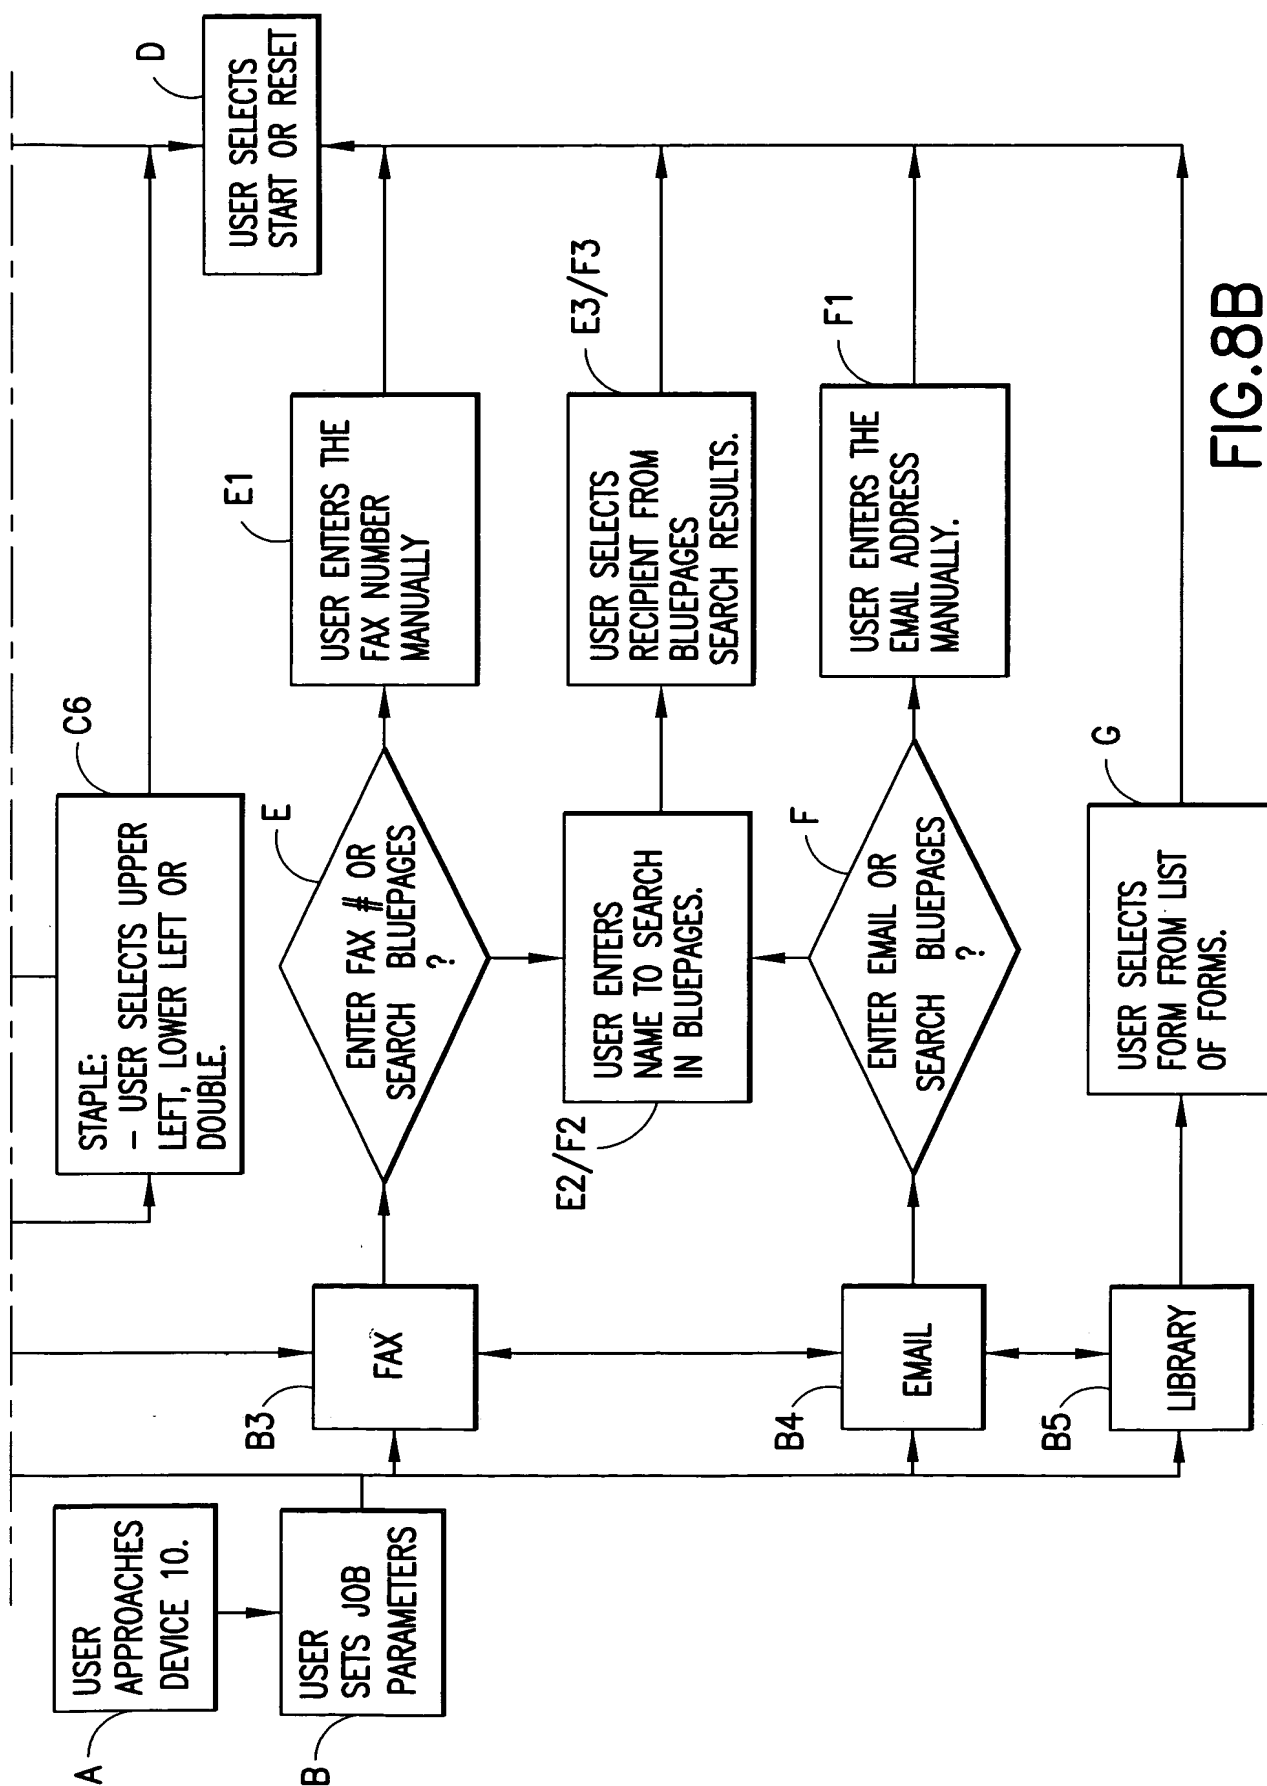 A
USER
APPROACHES
DEVICE 10.
B
USER
SETS JOB
PARAMETERS
STAPLE:
– USER SELECTS UPPER
LEFT, LOWER LEFT OR
DOUBLE.
C6
D
USER SELECTS
START OR RESET
B3
FAX
E
ENTER FAX # OR
SEARCH BLUEPAGES
?
E1
USER ENTERS THE
FAX NUMBER
MANUALLY
E2/F2
USER ENTERS
NAME TO SEARCH
IN BLUEPAGES.
E3/F3
USER SELECTS
RECIPIENT FROM
BLUEPAGES
SEARCH RESULTS.
B4
EMAIL
F
ENTER EMAIL OR
SEARCH BLUEPAGES
?
F1
USER ENTERS THE
EMAIL ADDRESS
MANUALLY.
B5
LIBRARY
G
USER SELECTS
FORM FROM LIST
OF FORMS.
FIG.8B